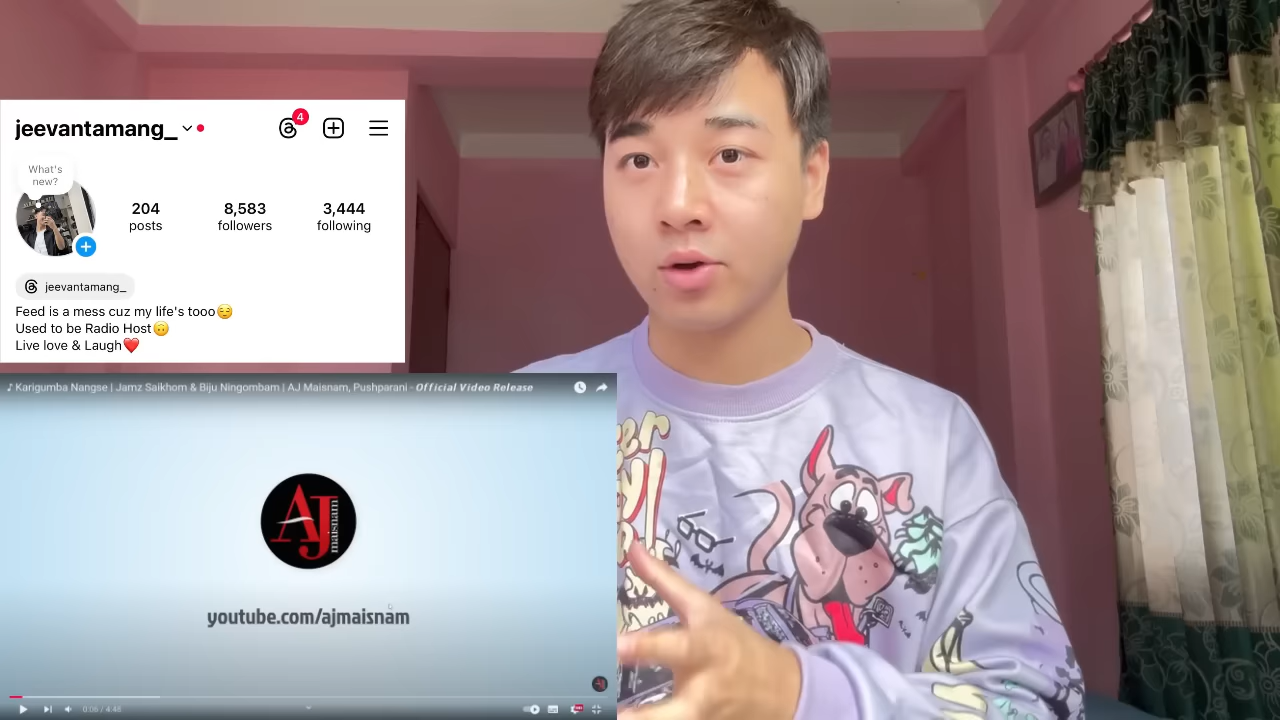 jeevantamang_
4
What's
new?
204
posts
8,583
followers
3,444
following
jeevantamang_
Feed is a mess cuz my life's tooo😊
Used to be Radio Host🙃
Live love & Laugh❤️
♪ Karigumba Nangse | Jamz Saikhom & Biju Ningombam | AJ Maisnam, Pushparani - Official Video Release
AJ
maisnam
youtube.com/ajmaisnam
0:06 / 4:48